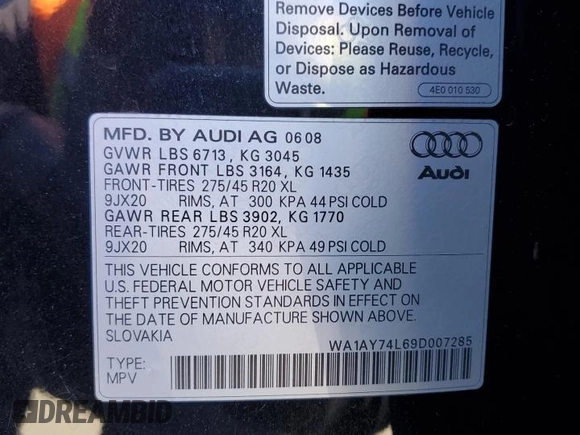 Remove Devices Before Vehicle
Disposal. Upon Removal of
Devices: Please Reuse, Recycle,
or Dispose as Hazardous
Waste.
4E0 010 530
MFD. BY AUDI AG 06 08
GVWR LBS 6713, KG 3045
GAWR FRONT LBS 3164, KG 1435
FRONT-TIRES 275/45 R20 XL
9JX20 RIMS, AT 300 KPA 44 PSI COLD
GAWR REAR LBS 3902, KG 1770
REAR-TIRES 275/45 R20 XL
9JX20 RIMS, AT 340 KPA 49 PSI COLD
Audi
THIS VEHICLE CONFORMS TO ALL APPLICABLE
U.S. FEDERAL MOTOR VEHICLE SAFETY AND
THEFT PREVENTION STANDARDS IN EFFECT ON
THE DATE OF MANUFACTURE SHOWN ABOVE.
SLOVAKIA
WA1AY74L69D007285
TYPE:
MPV
DREAMBID